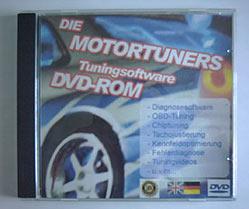 DIE
MOTORTUNERS
Tuningsoftware
DVD-ROM
- Diagnosesoftware
- OBD-Tuning
- Chiptuning
- Tachojustierung
- Kennfeldoptimierung
- Fehlerdiagnose
- Tuningvideos
- u.v.m.
DVD